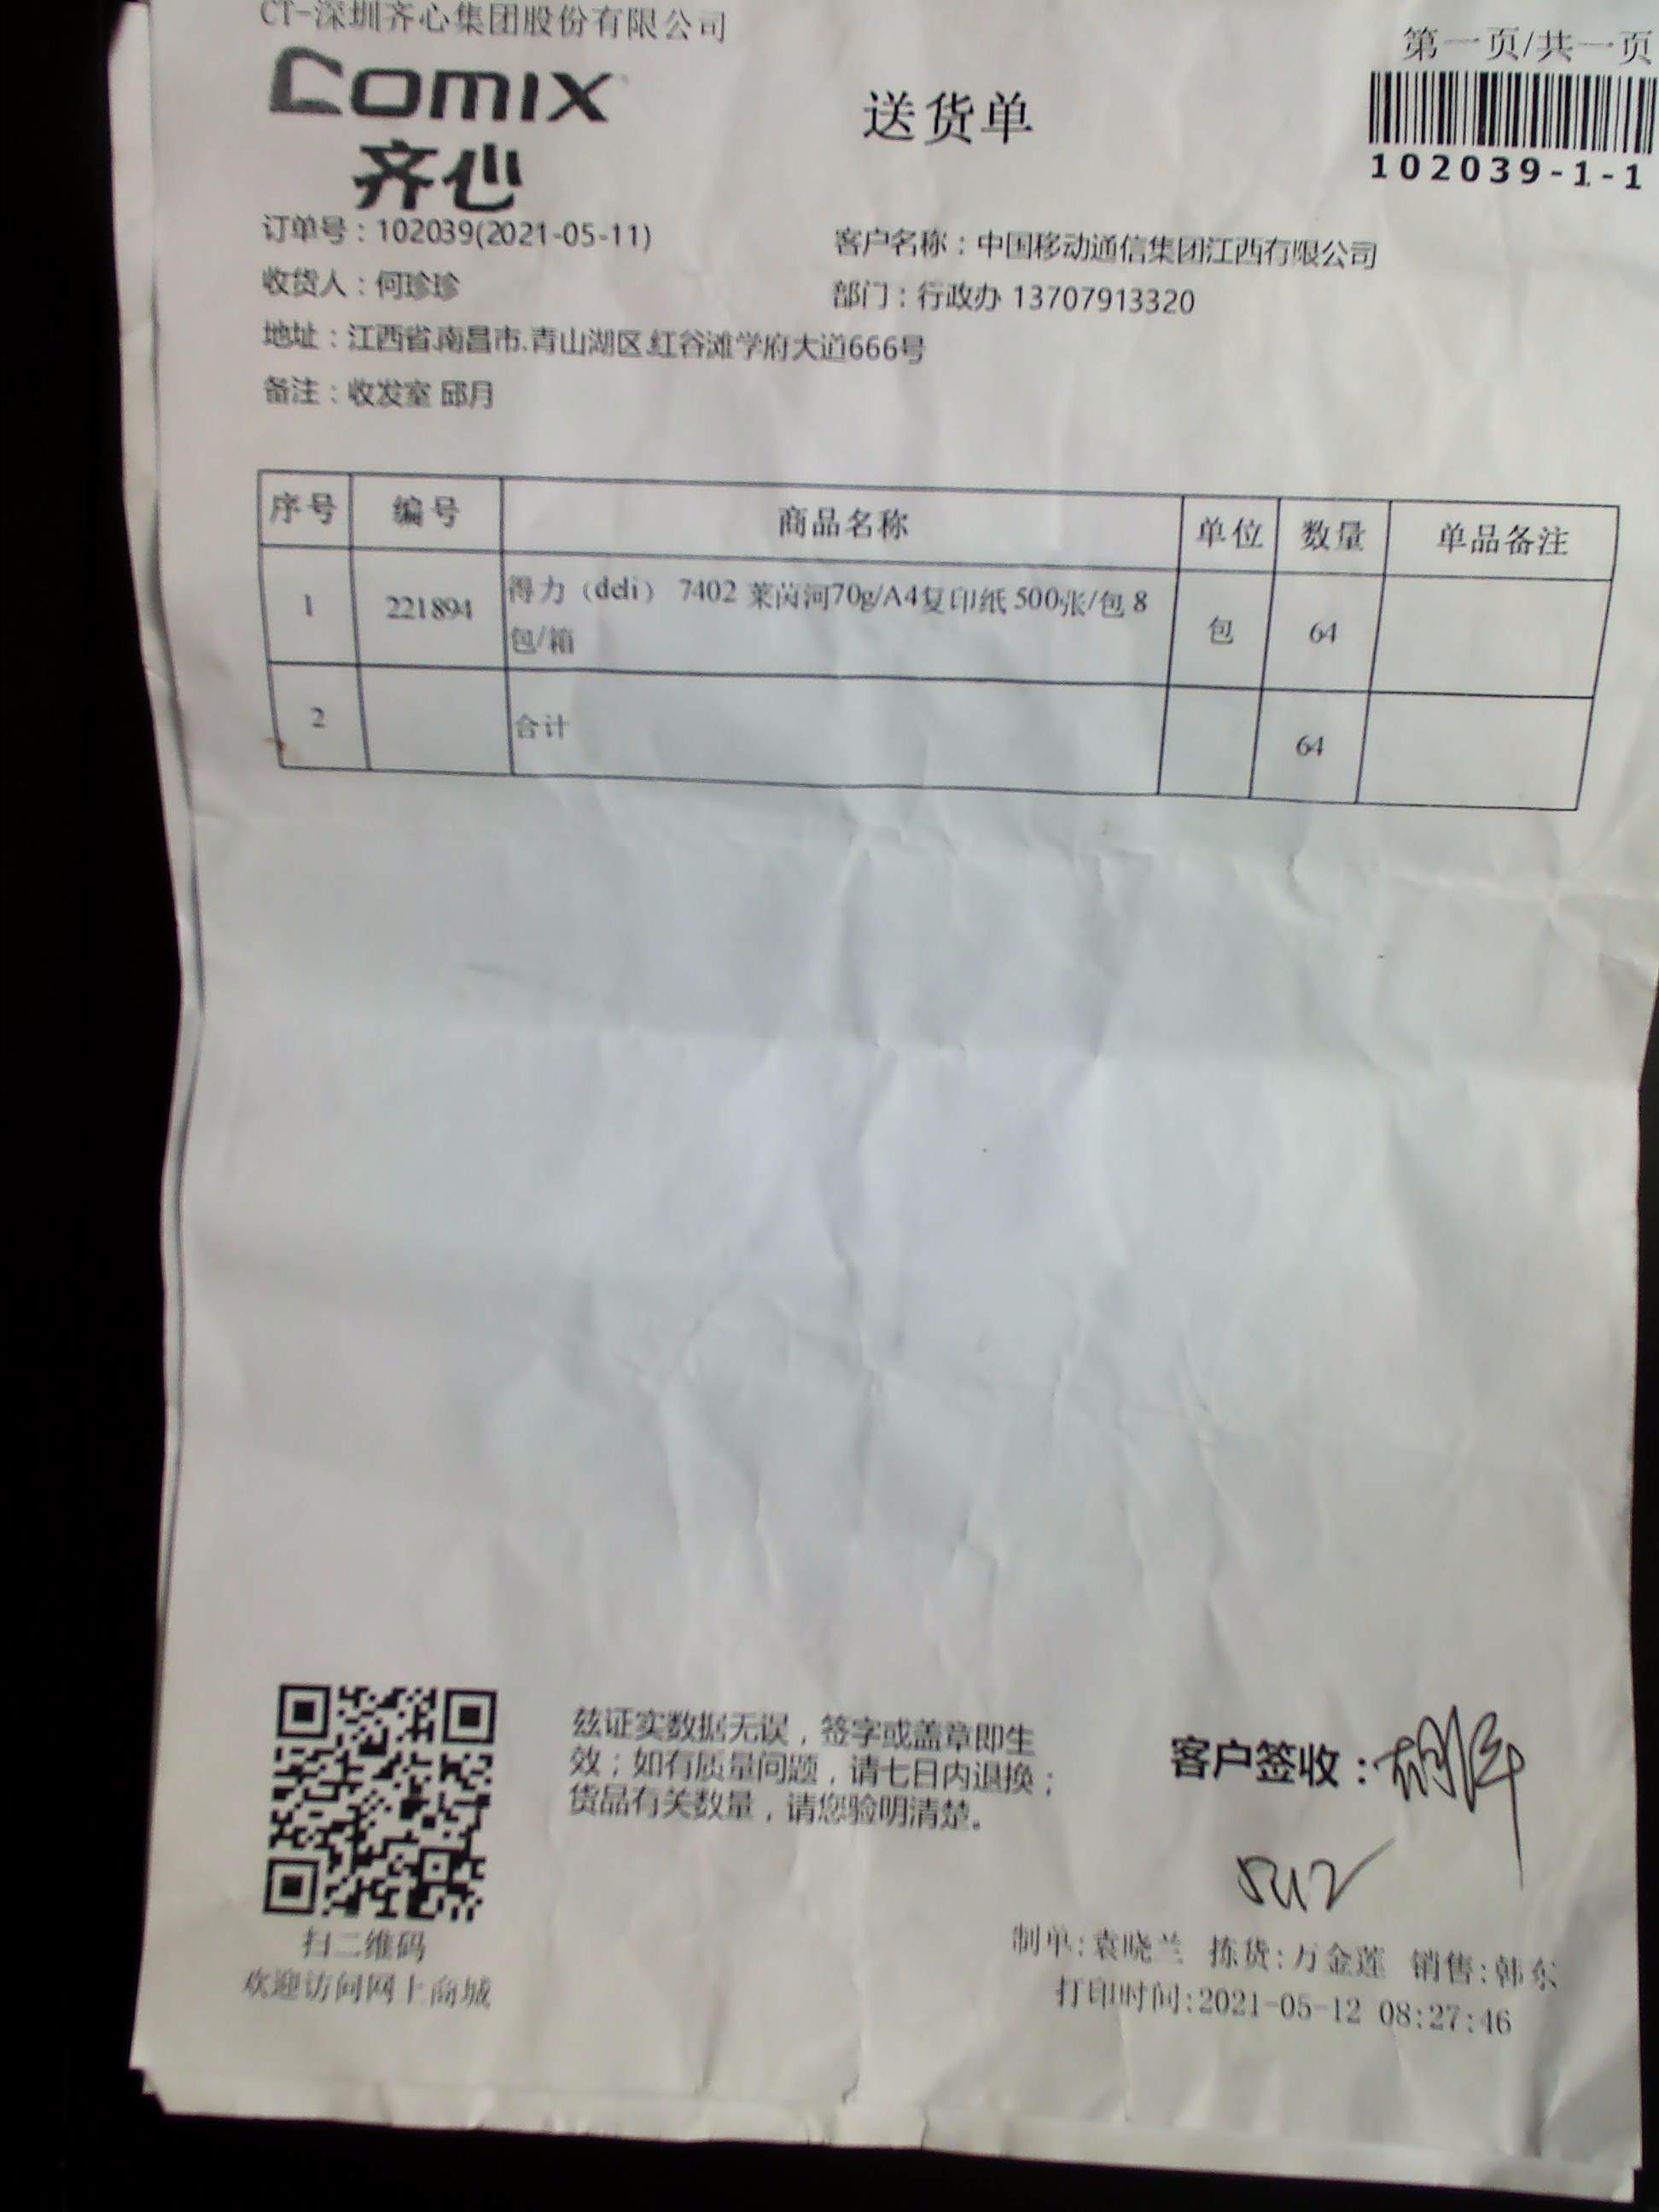 CT-深圳齐心集团股份有限公司
第一页/共一页
COMIX
齐心
送货单
102039-1-1
订单号：102039(2021-05-11)
客户名称：中国移动通信集团江西有限公司
收货人：何珍珍
部门：行政办 13707913320
地址：江西省.南昌市.青山湖区.红谷滩学府大道666号
备注：收发室 邱月
序号 编号 商品名称 单位 数量 单品备注
1 221894 得力（deli） 7402 莱茵河70g/A4复印纸 500张/包 8
包/箱 包 64
2 合计 64
兹证实数据无误，签字或盖章即生
效；如有质量问题，请七日内退换；
货品有关数量，请您验明清楚。
客户签收：
扫二维码
欢迎访问网上商城
制单:袁晓兰 拣货:万金莲 销售:韩东
打印时间:2021-05-12 08:27:46